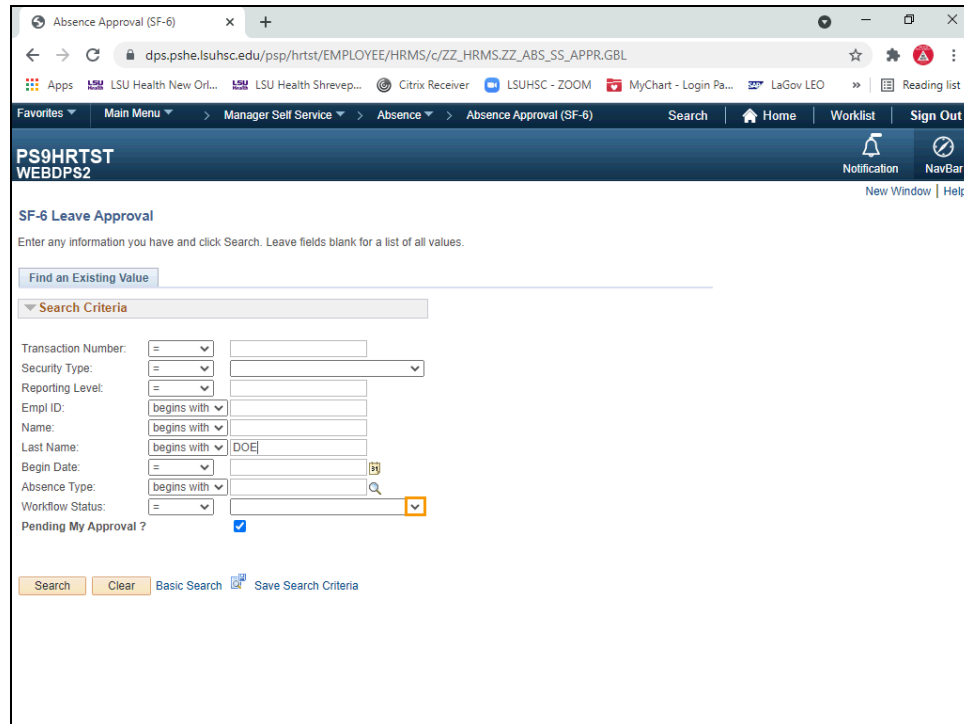 Absence Approval (SF-6)
dps.pshe.lsuhsc.edu/psp/hrtst/EMPLOYEE/HRMS/c/ZZ_HRMS.ZZ_ABS_SS_APPR.GBL
Apps LSU Health New Orl... LSU Health Shrevep... Citrix Receiver LSUHSC - ZOOM MyChart - Login Pa... LaGov LEO » Reading list
Favorites Main Menu > Manager Self Service > Absence > Absence Approval (SF-6) Search Home Worklist Sign Out
PS9HRTST
WEBDPS2
Notification NavBar
New Window | Help
SF-6 Leave Approval
Enter any information you have and click Search. Leave fields blank for a list of all values.
Find an Existing Value
Search Criteria
Transaction Number: =
Security Type: =
Reporting Level: =
Empl ID: begins with
Name: begins with
Last Name: begins with DOE
Begin Date: = 31
Absence Type: begins with
Workflow Status: =
Pending My Approval ?
Search Clear Basic Search Save Search Criteria